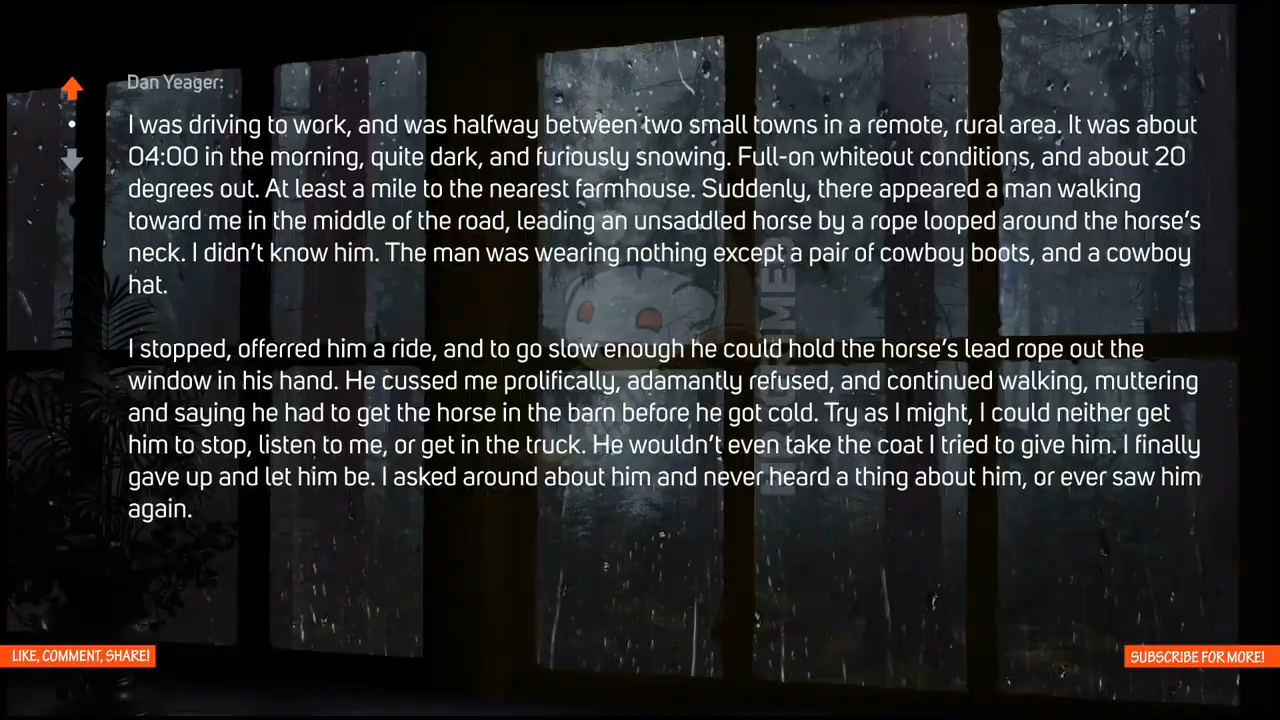 Dan Yeager:
I was driving to work, and was halfway between two small towns in a remote, rural area. It was about
04:00 in the morning, quite dark, and furiously snowing. Full-on whiteout conditions, and about 20
degrees out. At least a mile to the nearest farmhouse. Suddenly, there appeared a man walking
toward me in the middle of the road, leading an unsaddled horse by a rope looped around the horse's
neck. I didn't know him. The man was wearing nothing except a pair of cowboy boots, and a cowboy
hat.
I stopped, offerred him a ride, and to go slow enough he could hold the horse's lead rope out the
window in his hand. He cussed me prolifically, adamantly refused, and continued walking, muttering
and saying he had to get the horse in the barn before he got cold. Try as I might, I could neither get
him to stop, listen to me, or get in the truck. He wouldn't even take the coat I tried to give him. I finally
gave up and let him be. I asked around about him and never heard a thing about him, or ever saw him
again.
LIKE, COMMENT, SHARE!
SUBSCRIBE FOR MORE!